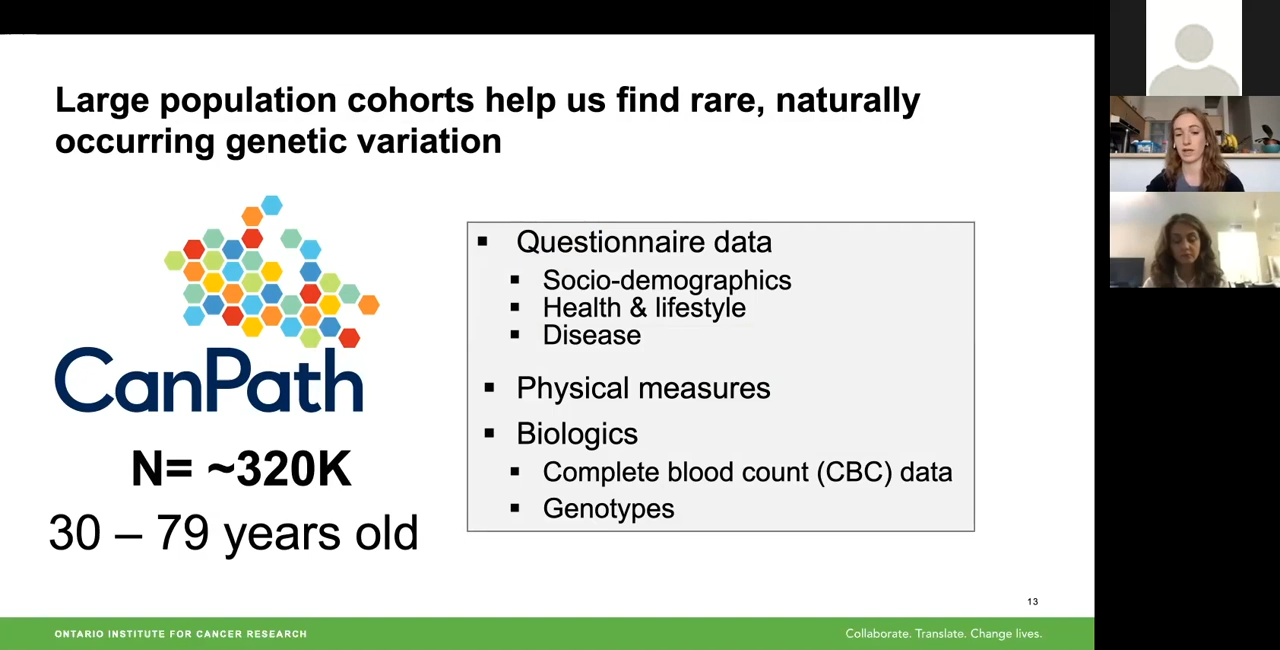 Large population cohorts help us find rare, naturally
occurring genetic variation
CanPath
N= ~320K
30 – 79 years old
▪ Questionnaire data
▪ Socio-demographics
▪ Health & lifestyle
▪ Disease
▪ Physical measures
▪ Biologics
▪ Complete blood count (CBC) data
▪ Genotypes
13
ONTARIO INSTITUTE FOR CANCER RESEARCH
Collaborate. Translate. Change lives.